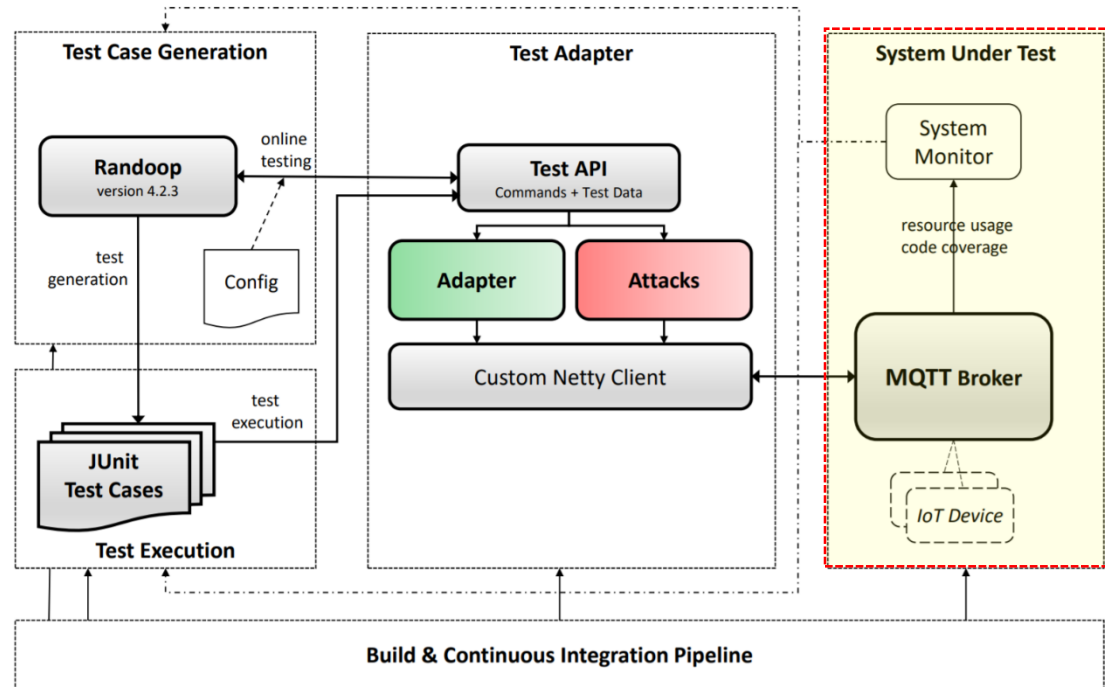 Test Case Generation
Randoop
version 4.2.3
online
testing
test
generation
Config
JUnit
Test Cases
test
execution
Test Execution
Test Adapter
Test API
Commands + Test Data
Adapter
Attacks
Custom Netty Client
System Under Test
System
Monitor
resource usage
code coverage
MQTT Broker
IoT Device
Build & Continuous Integration Pipeline